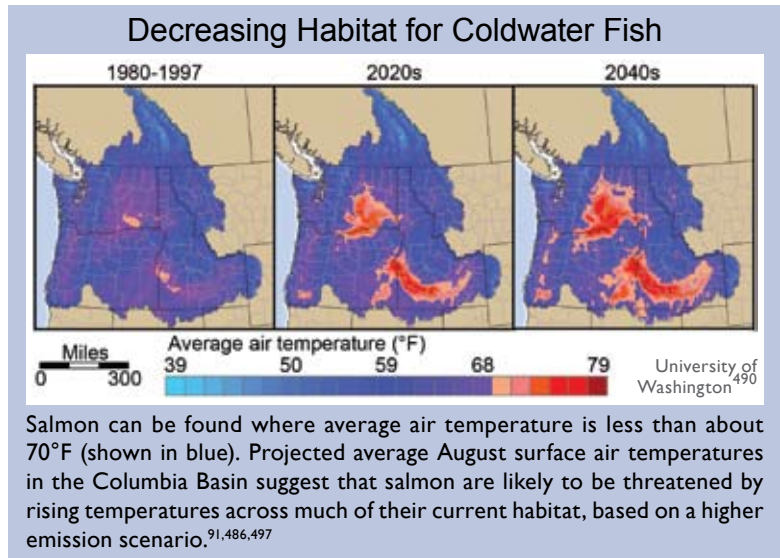 Decreasing Habitat for Coldwater Fish
1980-1997 2020s 2040s
Average air temperature (°F)
Miles
0 300
39 50 59 68 79
University of
Washington490
Salmon can be found where average air temperature is less than about
70°F (shown in blue). Projected average August surface air temperatures
in the Columbia Basin suggest that salmon are likely to be threatened by
rising temperatures across much of their current habitat, based on a higher
emission scenario.91,486,497